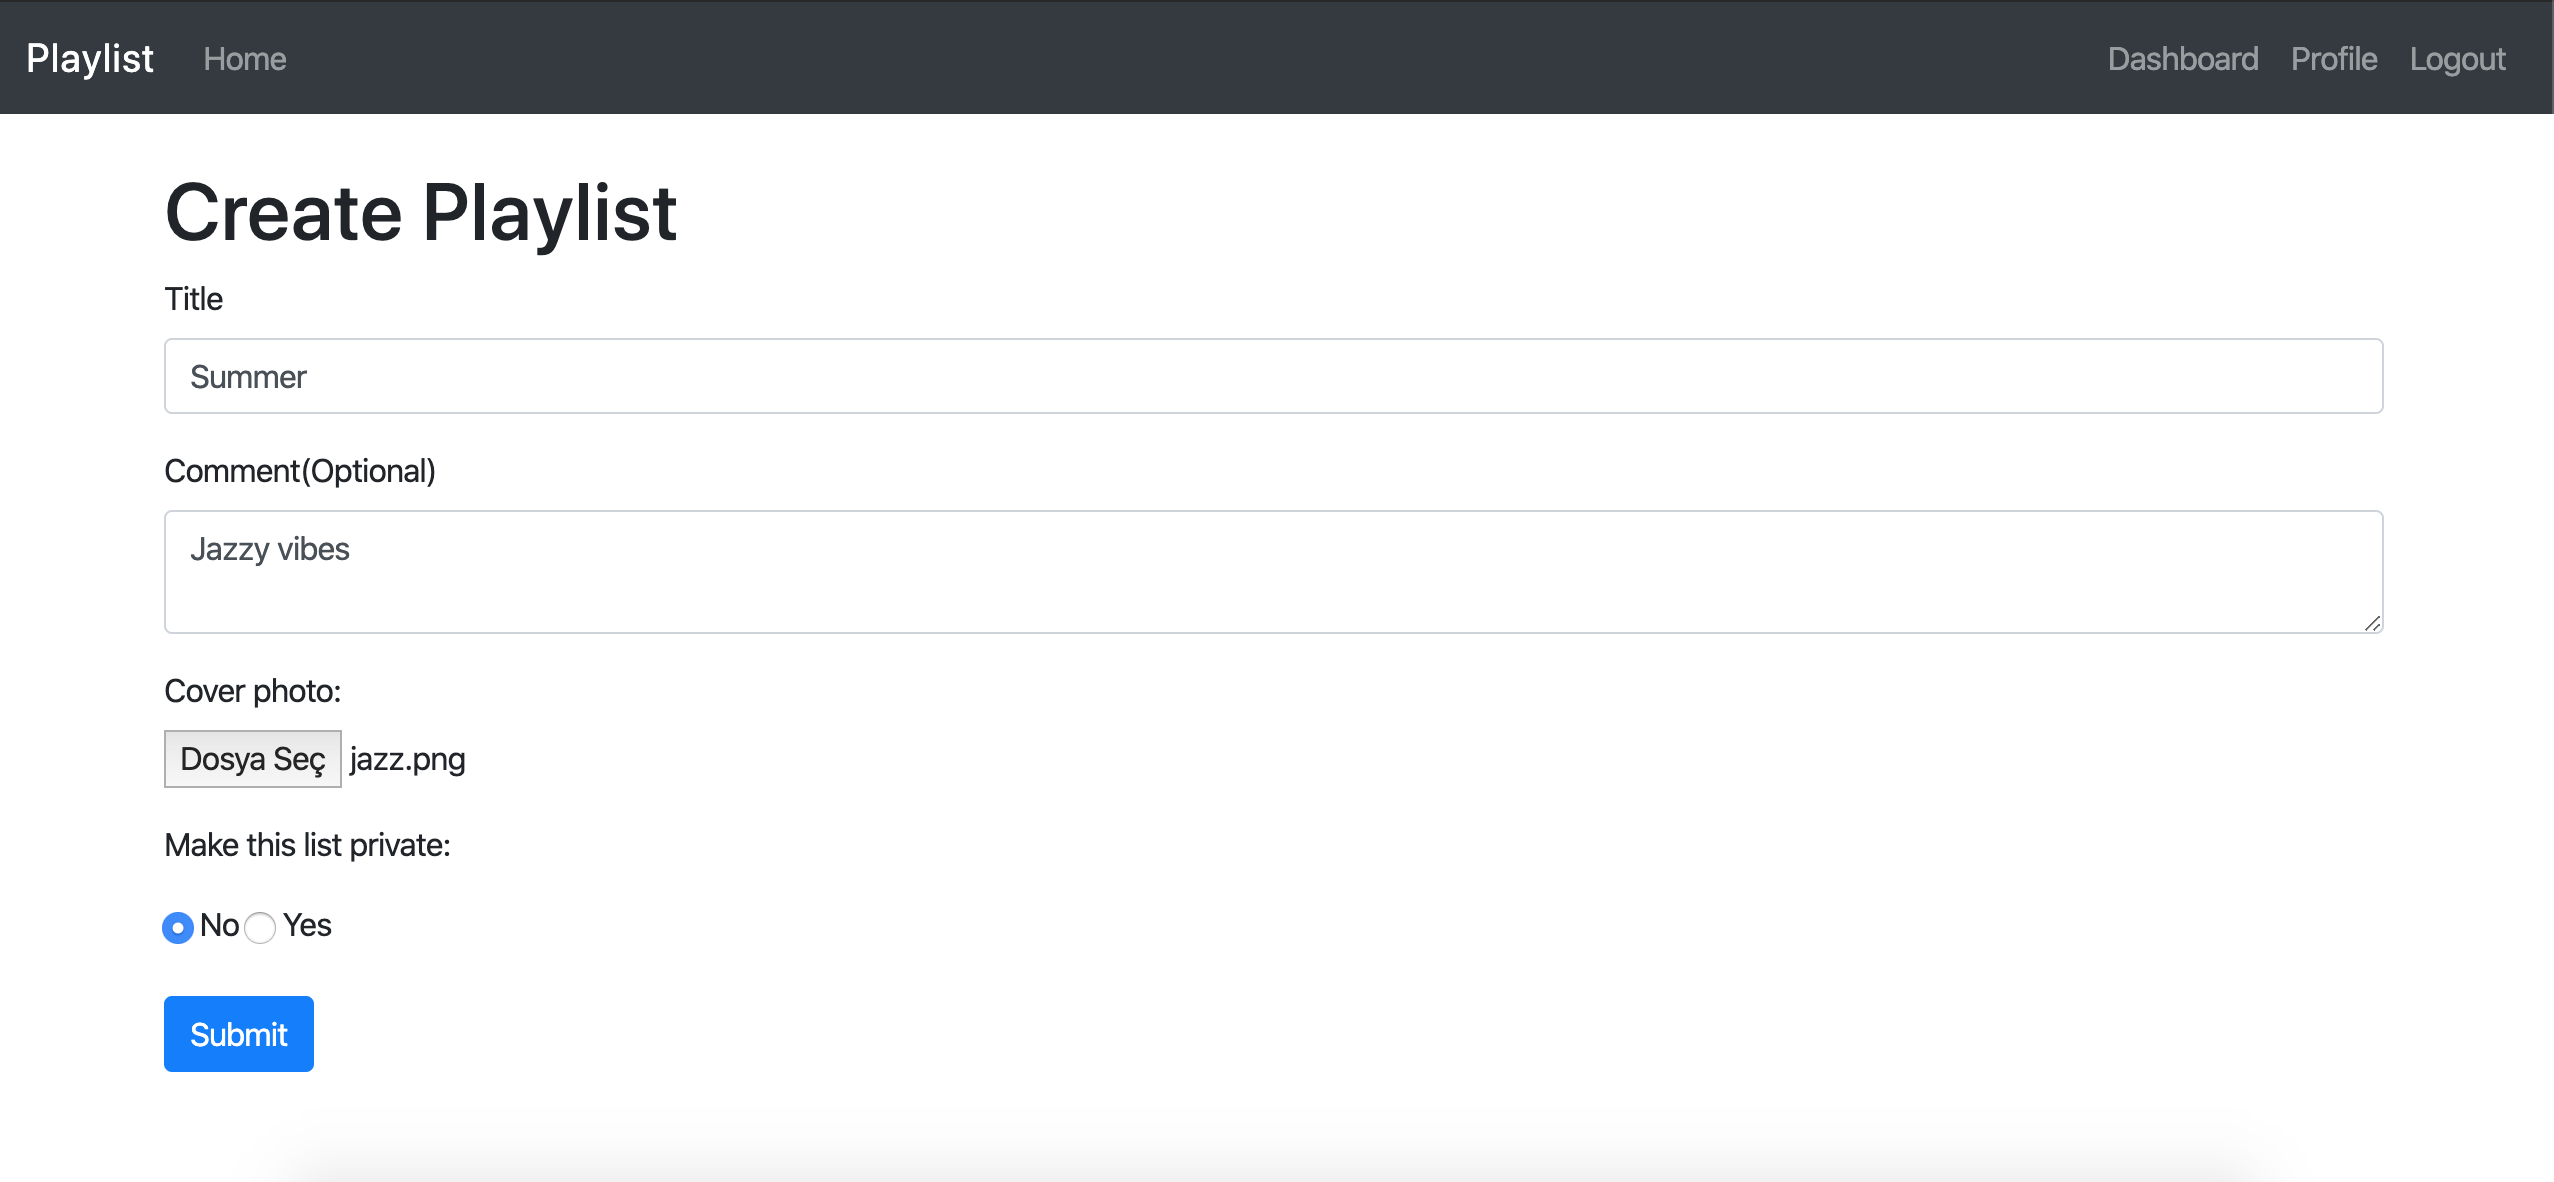 Playlist Home Dashboard Profile Logout
Create Playlist
Title
Summer
Comment(Optional)
Jazzy vibes
Cover photo:
Dosya Seç jazz.png
Make this list private:
No Yes
Submit